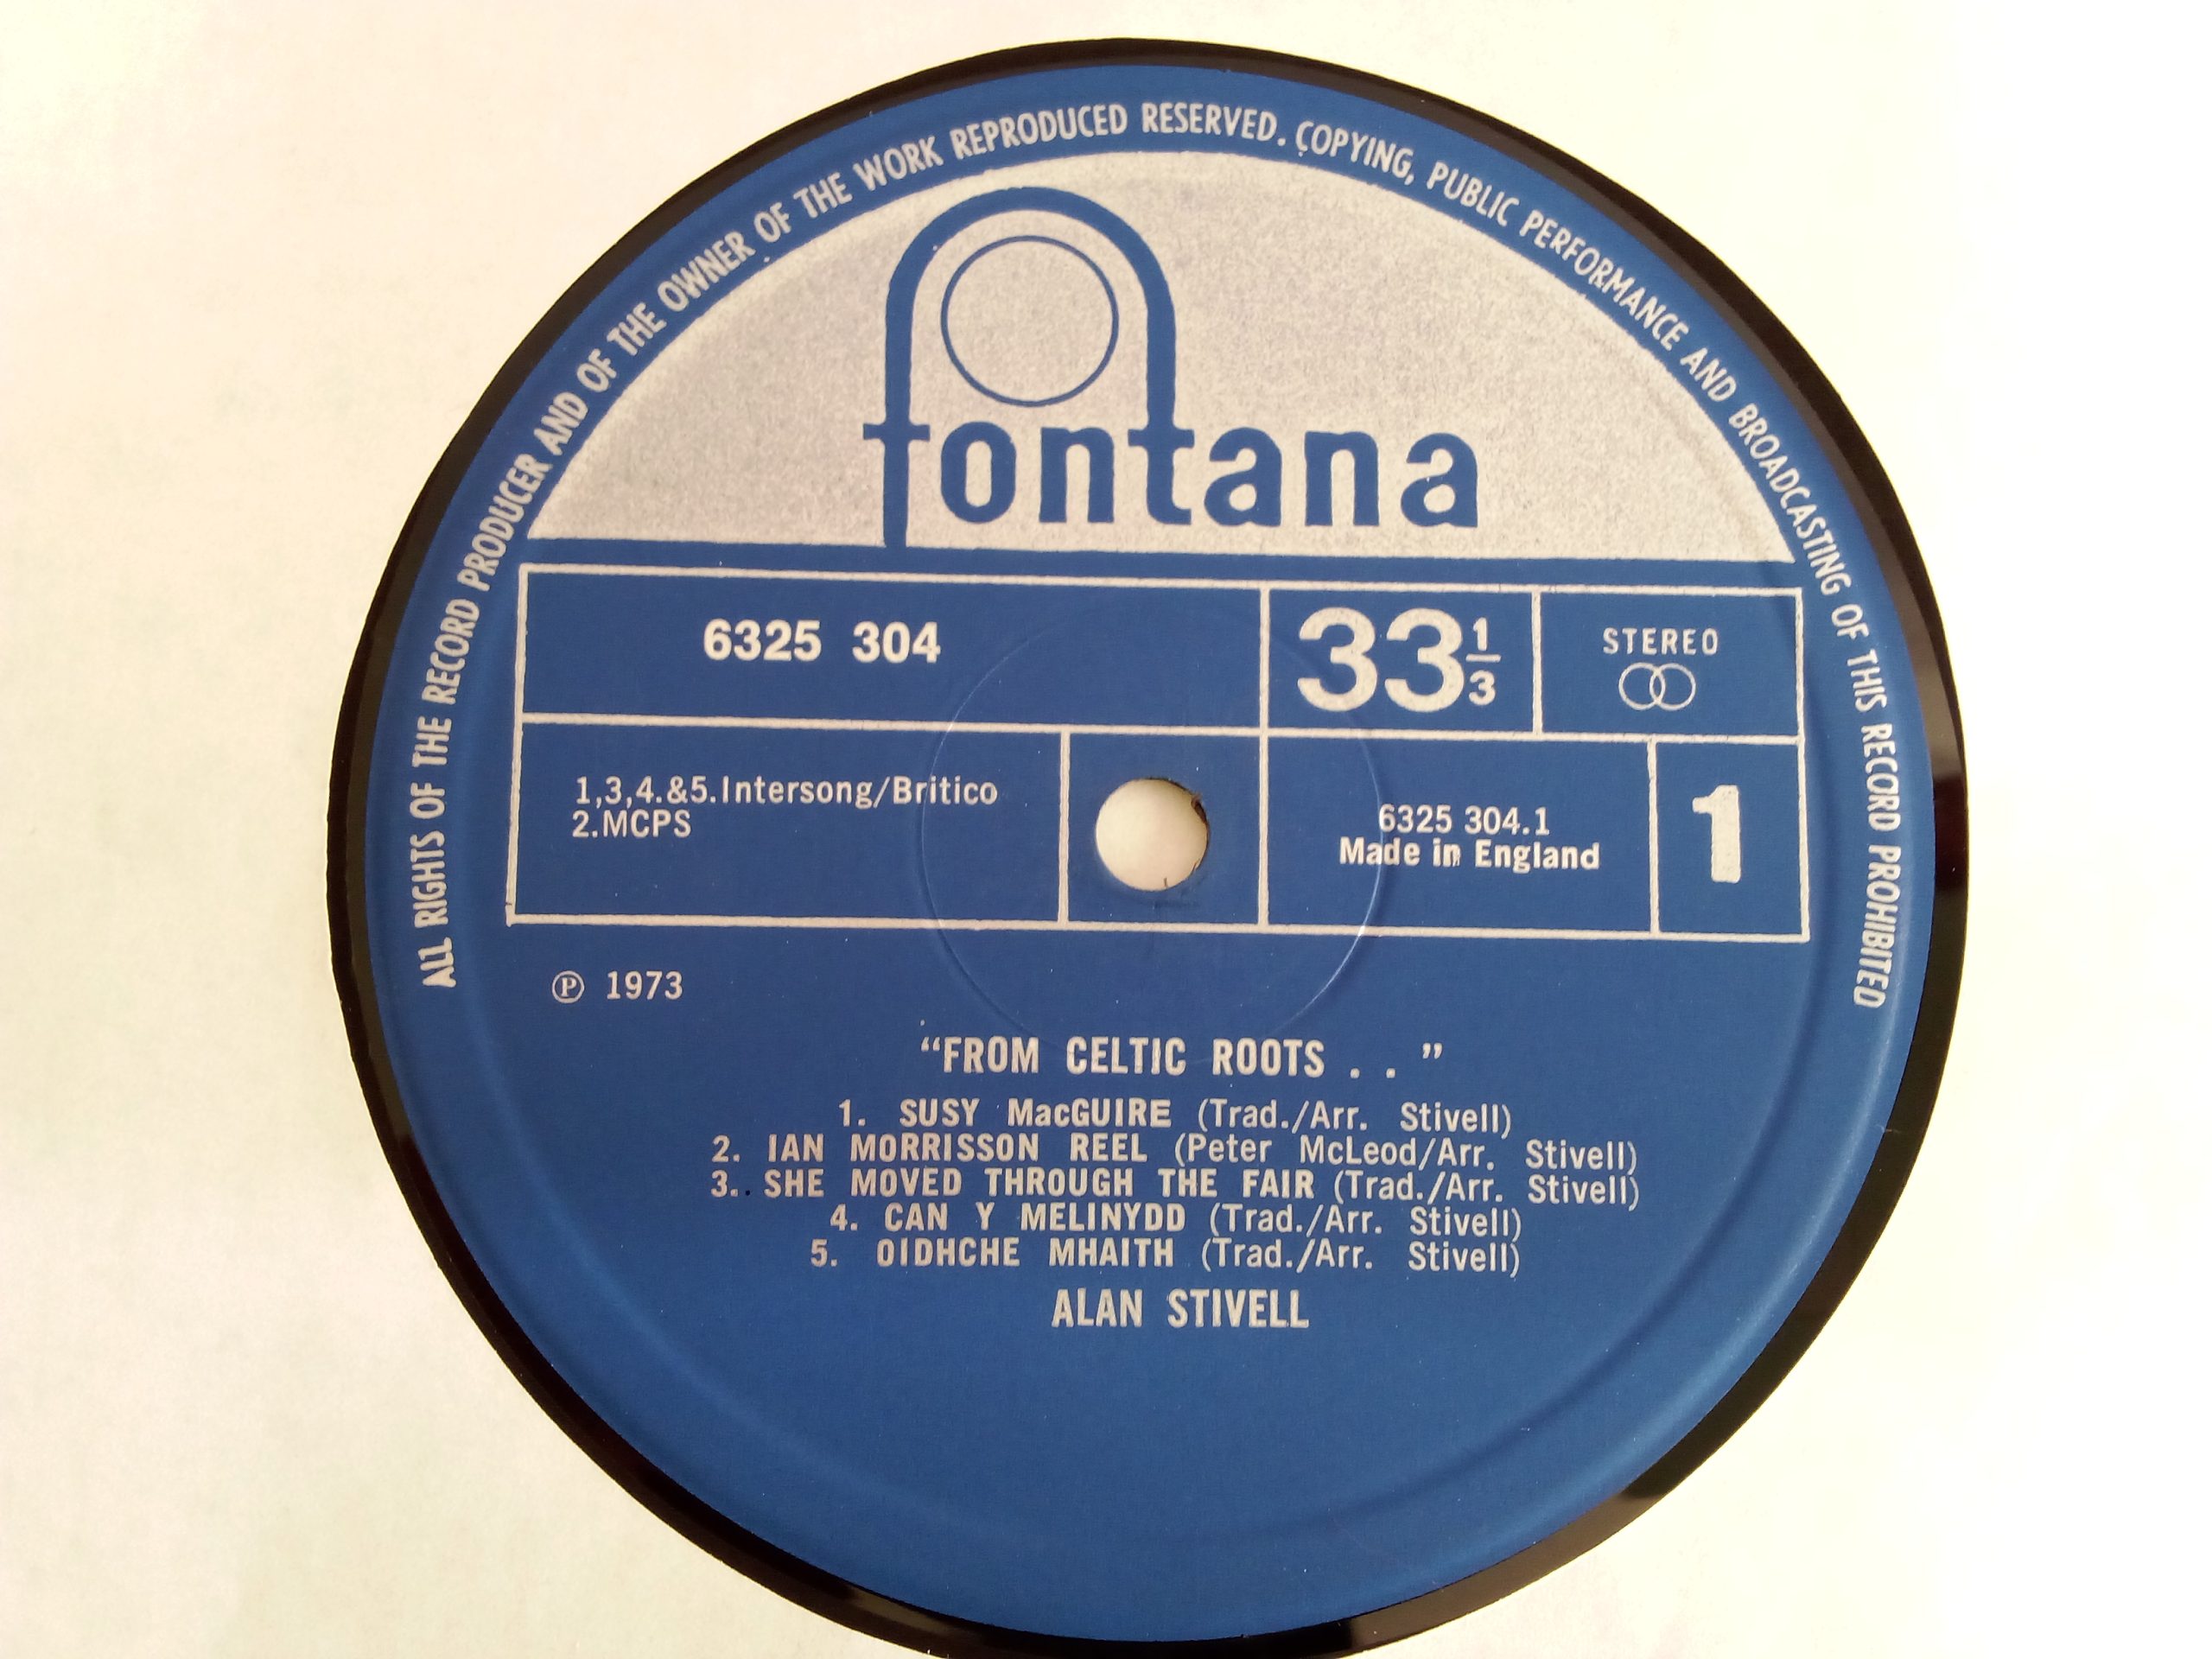 ALL RIGHTS OF THE RECORD PRODUCER AND OF THE OWNER OF THE WORK REPRODUCED RESERVED. COPYING, PUBLIC PERFORMANCE AND BROADCASTING OF THIS RECORD PROHIBITED
fontana
6325 304
33 1/3
STEREO
1,3,4.&5.Intersong/Britico
2.MCPS
6325 304.1
Made in England
1
℗ 1973
“FROM CELTIC ROOTS . . ”
1. SUSY MacGUIRE (Trad./Arr. Stivell)
2. IAN MORRISSON REEL (Peter McLeod/Arr. Stivell)
3. SHE MOVED THROUGH THE FAIR (Trad./Arr. Stivell)
4. CAN Y MELINYDD (Trad./Arr. Stivell)
5. OIDHCHE MHAITH (Trad./Arr. Stivell)
ALAN STIVELL